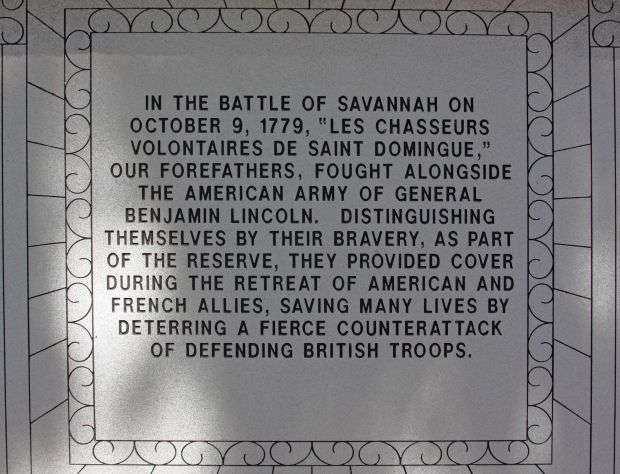 IN THE BATTLE OF SAVANNAH ON
OCTOBER 9, 1779, "LES CHASSEURS
VOLONTAIRES DE SAINT DOMINGUE,"
OUR FOREFATHERS, FOUGHT ALONGSIDE
THE AMERICAN ARMY OF GENERAL
BENJAMIN LINCOLN. DISTINGUISHING
THEMSELVES BY THEIR BRAVERY, AS PART
OF THE RESERVE, THEY PROVIDED COVER
DURING THE RETREAT OF AMERICAN AND
FRENCH ALLIES, SAVING MANY LIVES BY
DETERRING A FIERCE COUNTERATTACK
OF DEFENDING BRITISH TROOPS.